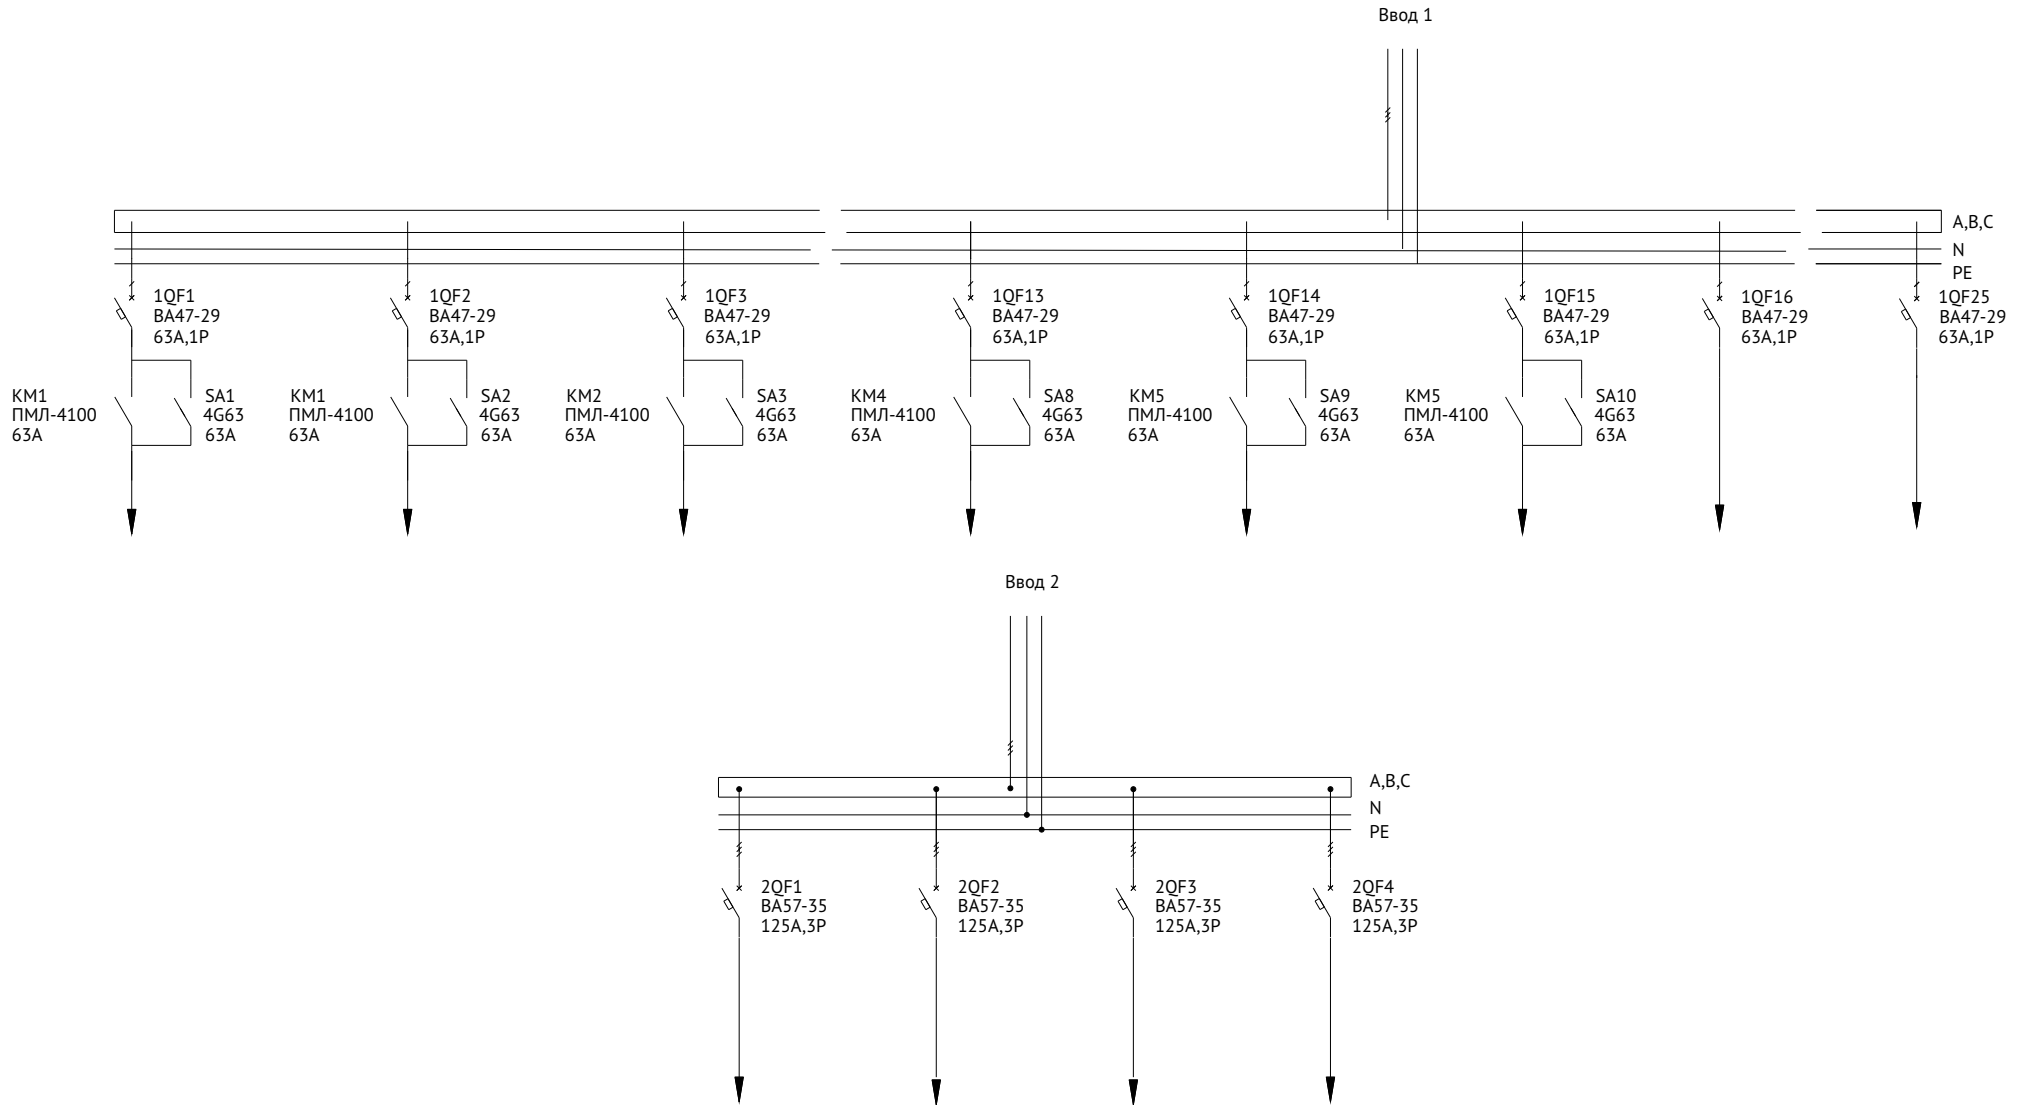 Ввод 1
A,B,C
N
PE
1QF1
ВА47-29
63А,1Р
1QF2
ВА47-29
63А,1Р
1QF3
ВА47-29
63А,1Р
1QF13
ВА47-29
63А,1Р
1QF14
ВА47-29
63А,1Р
1QF15
ВА47-29
63А,1Р
1QF16
ВА47-29
63А,1Р
1QF25
ВА47-29
63А,1Р
КМ1
ПМЛ-4100
63А
SA1
4G63
63А
КМ1
ПМЛ-4100
63А
SA2
4G63
63А
КМ2
ПМЛ-4100
63А
SA3
4G63
63А
КМ4
ПМЛ-4100
63А
SA8
4G63
63А
КМ5
ПМЛ-4100
63А
SA9
4G63
63А
КМ5
ПМЛ-4100
63А
SA10
4G63
63А
Ввод 2
A,B,C
N
PE
2QF1
ВА57-35
125А,3Р
2QF2
ВА57-35
125А,3Р
2QF3
ВА57-35
125А,3Р
2QF4
ВА57-35
125А,3Р